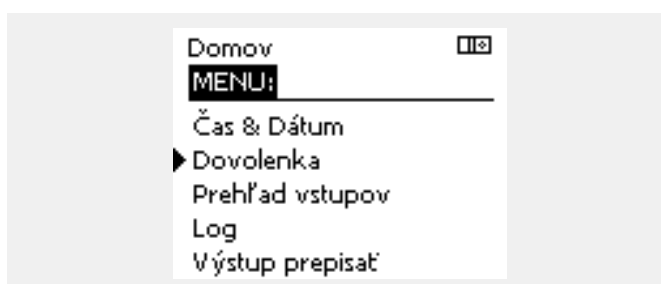 Domov
MENU:
Čas & Dátum
Dovolenka
Prehľad vstupov
Log
Výstup prepisať